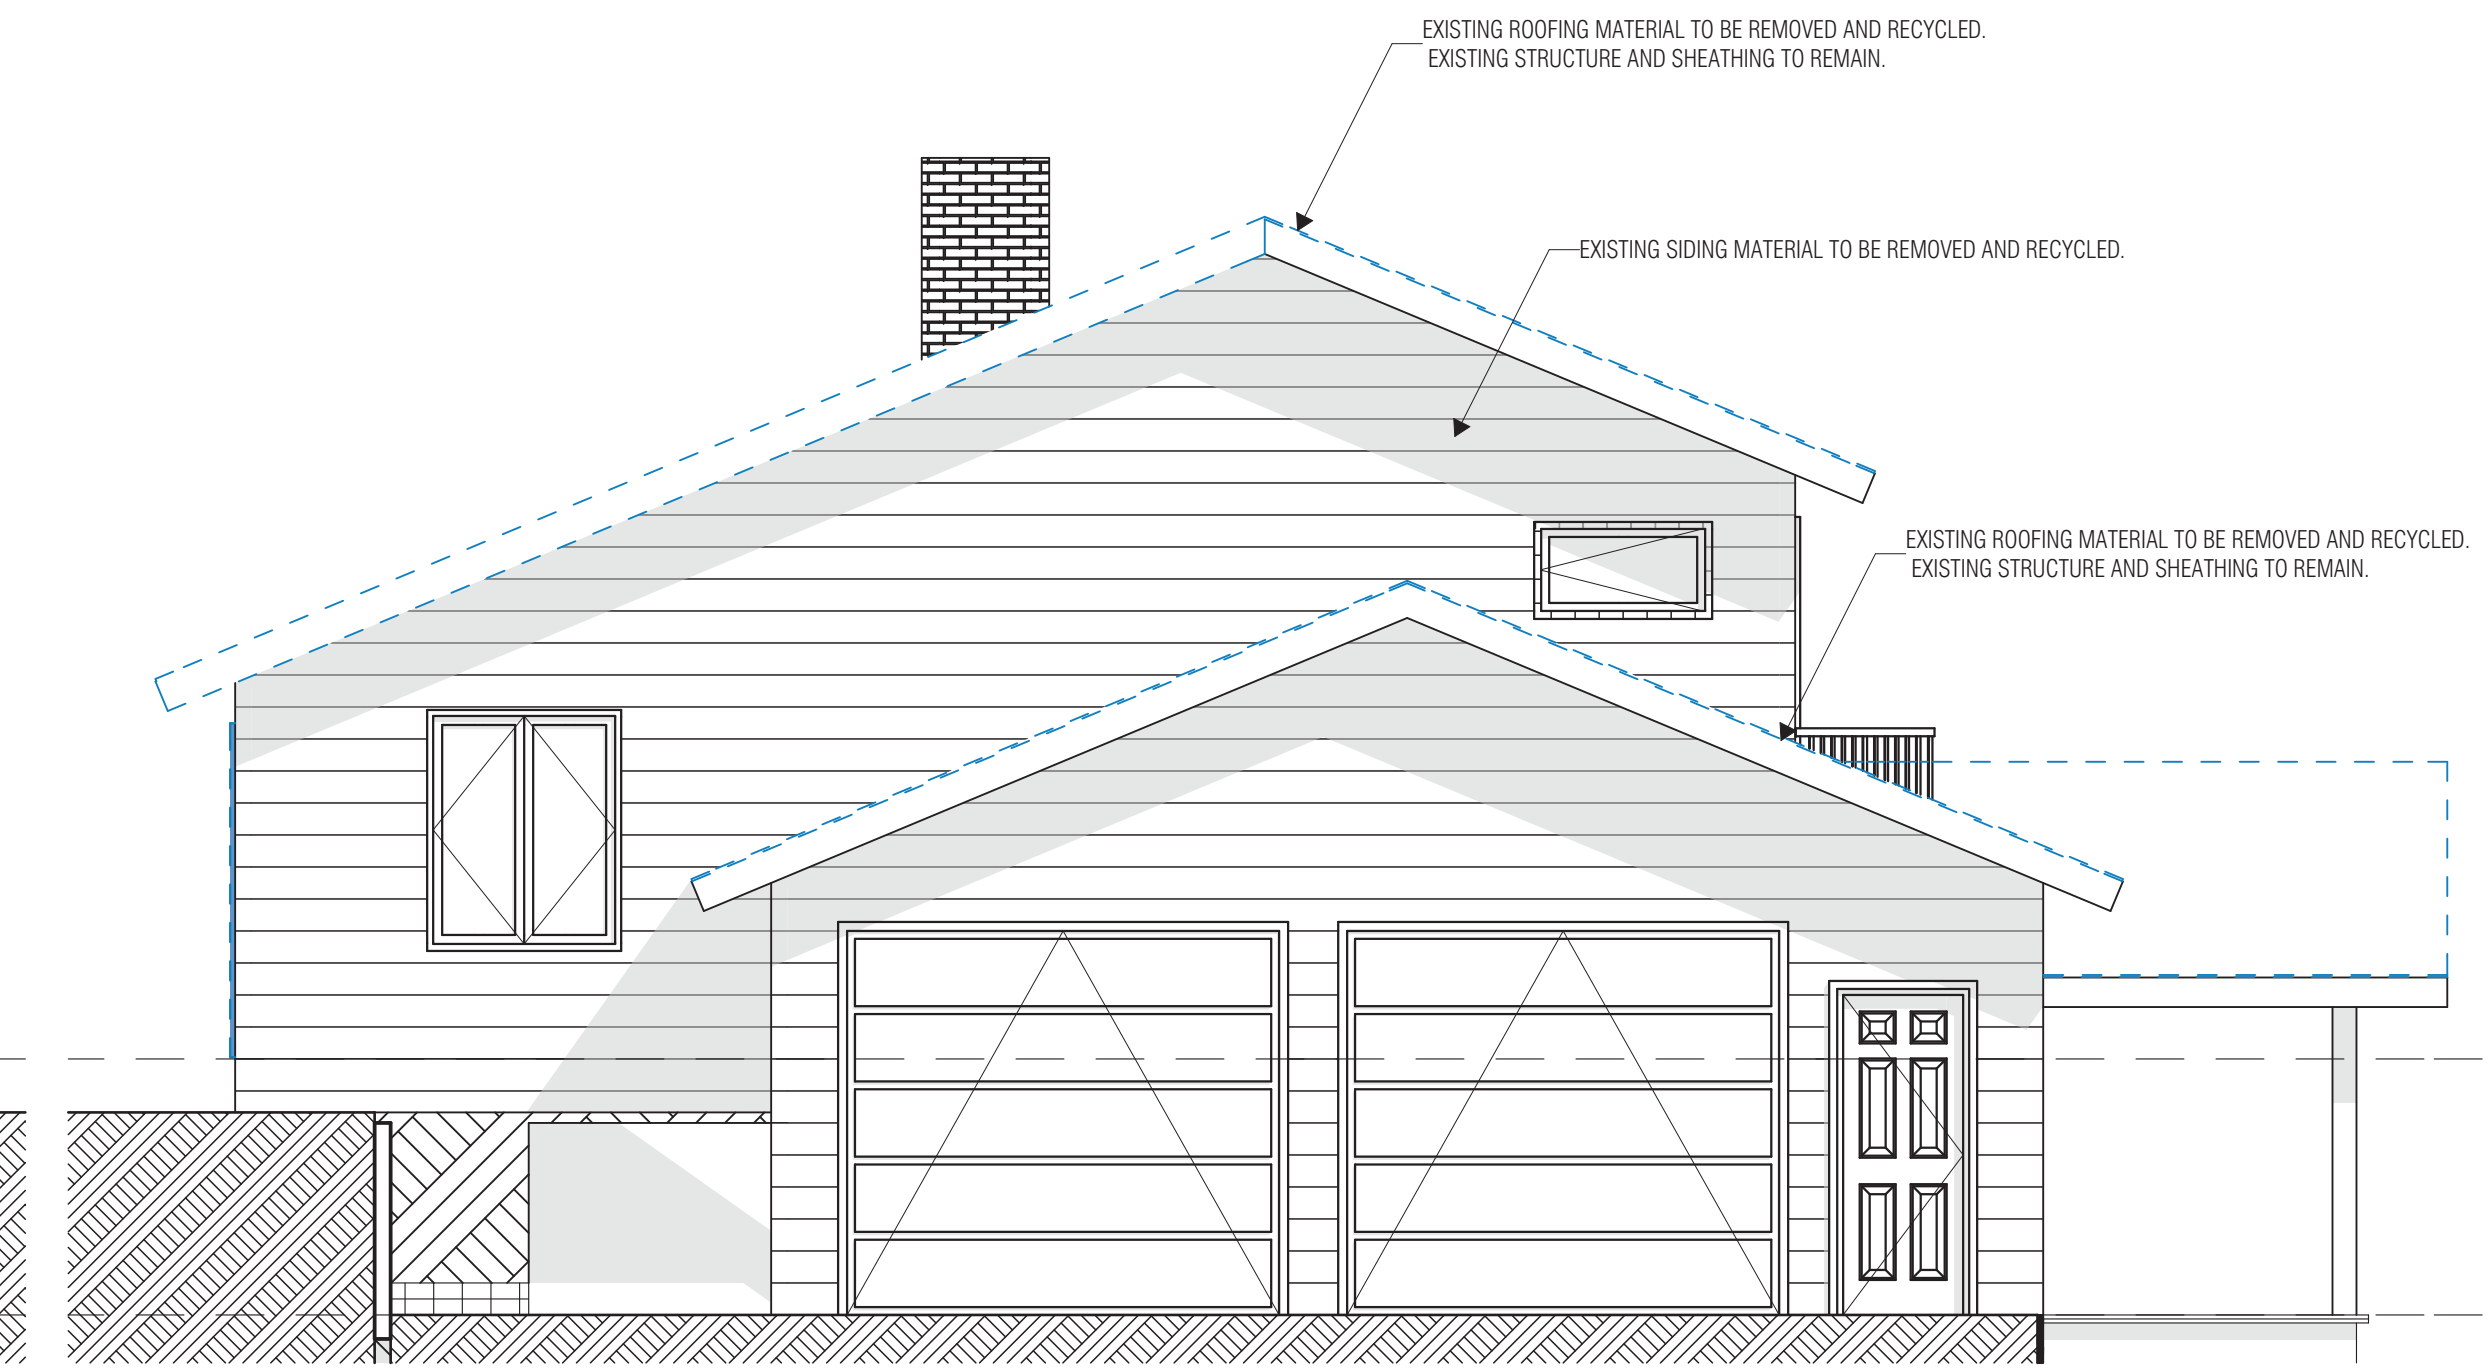 EXISTING ROOFING MATERIAL TO BE REMOVED AND RECYCLED.
EXISTING STRUCTURE AND SHEATHING TO REMAIN.
EXISTING SIDING MATERIAL TO BE REMOVED AND RECYCLED.
EXISTING ROOFING MATERIAL TO BE REMOVED AND RECYCLED.
EXISTING STRUCTURE AND SHEATHING TO REMAIN.